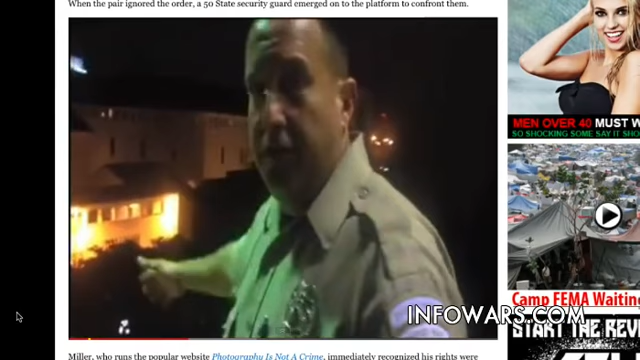 When the pair ignored the order, a 50 State security guard emerged on to the platform to confront them.
MEN OVER 40 MUST W
SO SHOCKING SOME SAY IT SHO
Camp FEMA Waiting
INFOWARS.COM
START THE REV
Miller, who runs the popular website Photography Is Not A Crime, immediately recognized his rights were